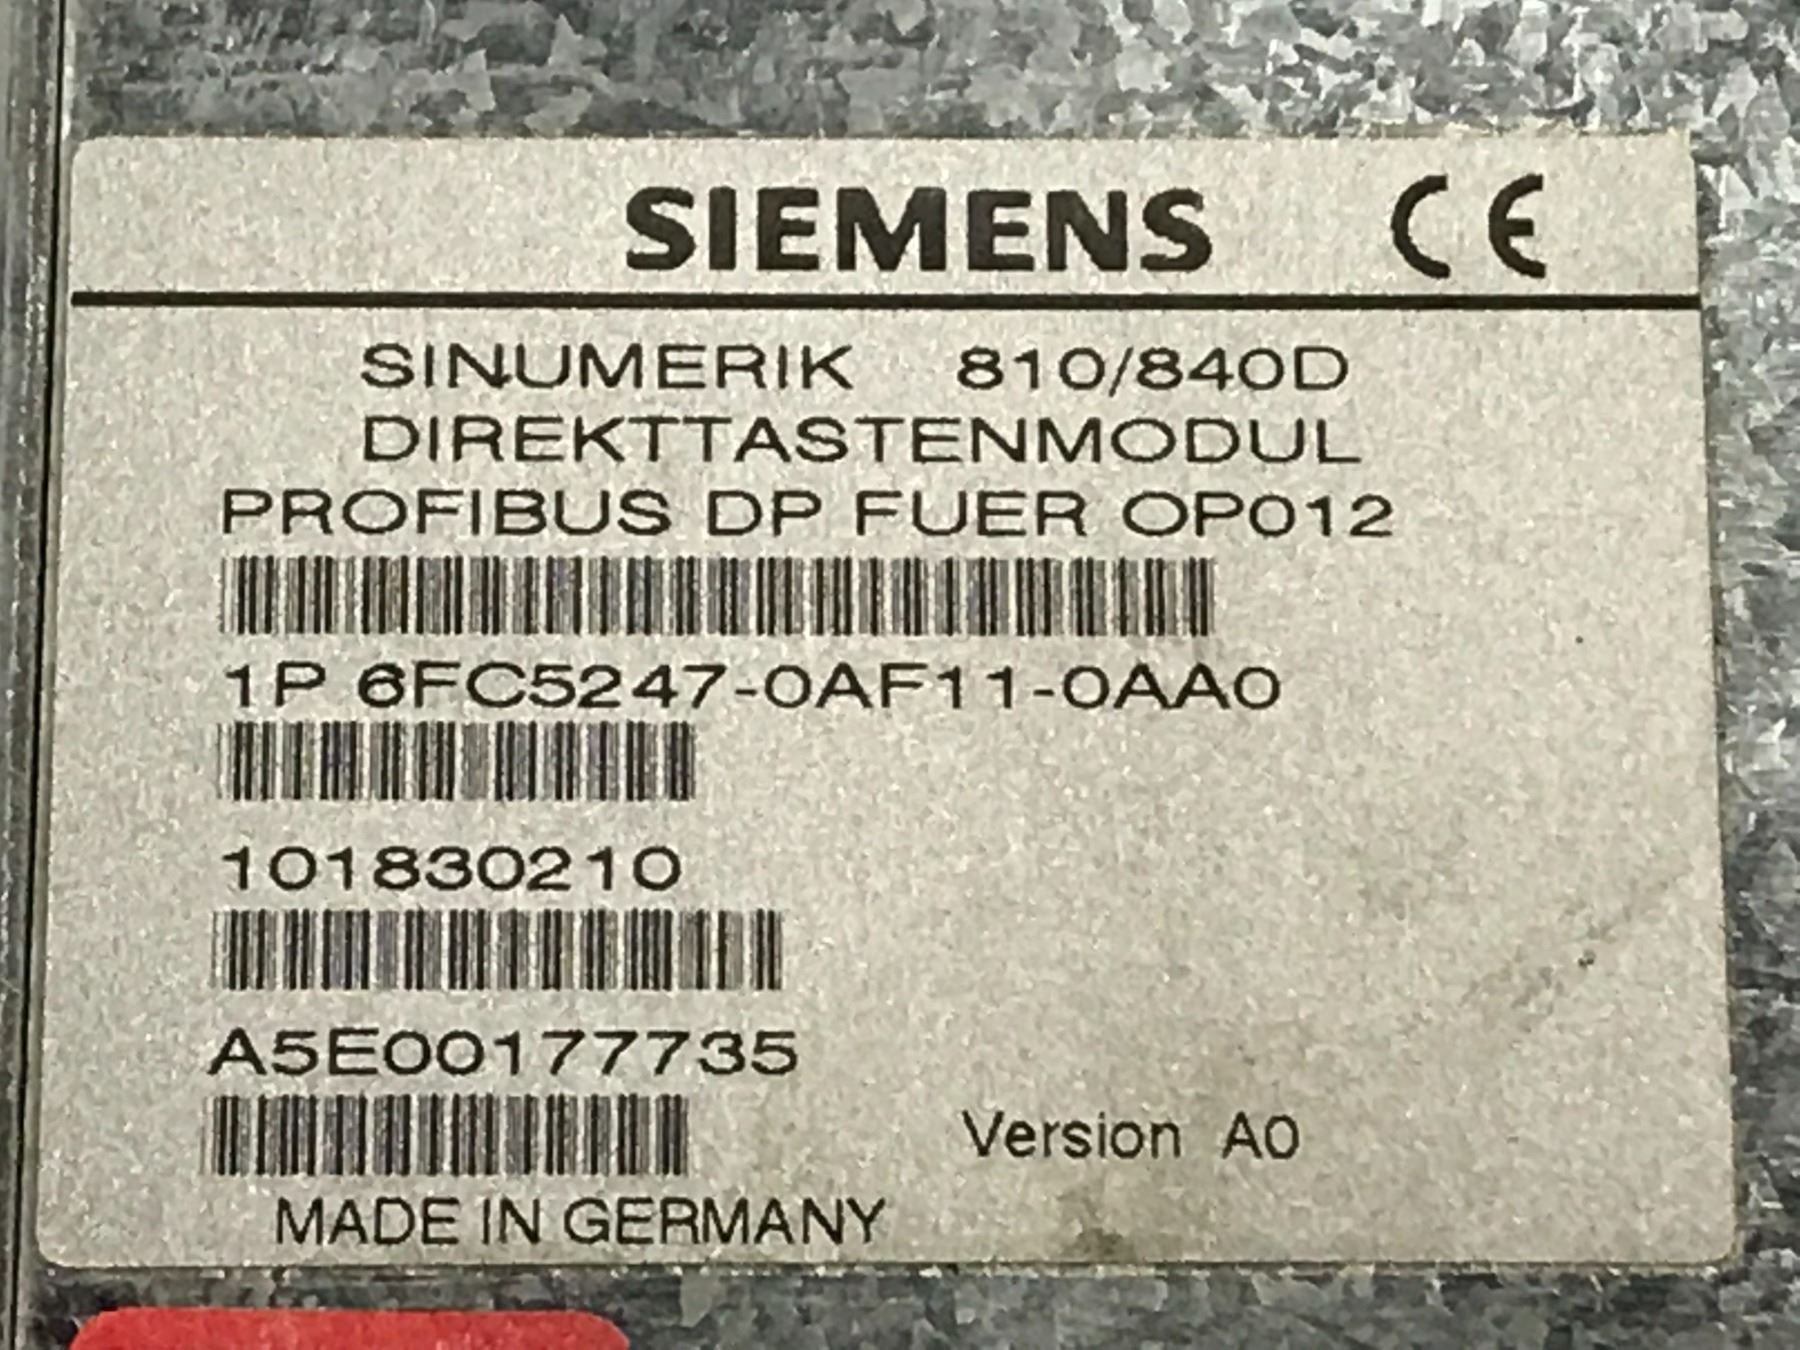 SIEMENS CE
SINUMERIK 810/840D
DIREKTTASTENMODUL
PROFIBUS DP FUER OP012
1P 6FC5247-0AF11-0AA0
101830210
A5E00177735
Version A0
MADE IN GERMANY